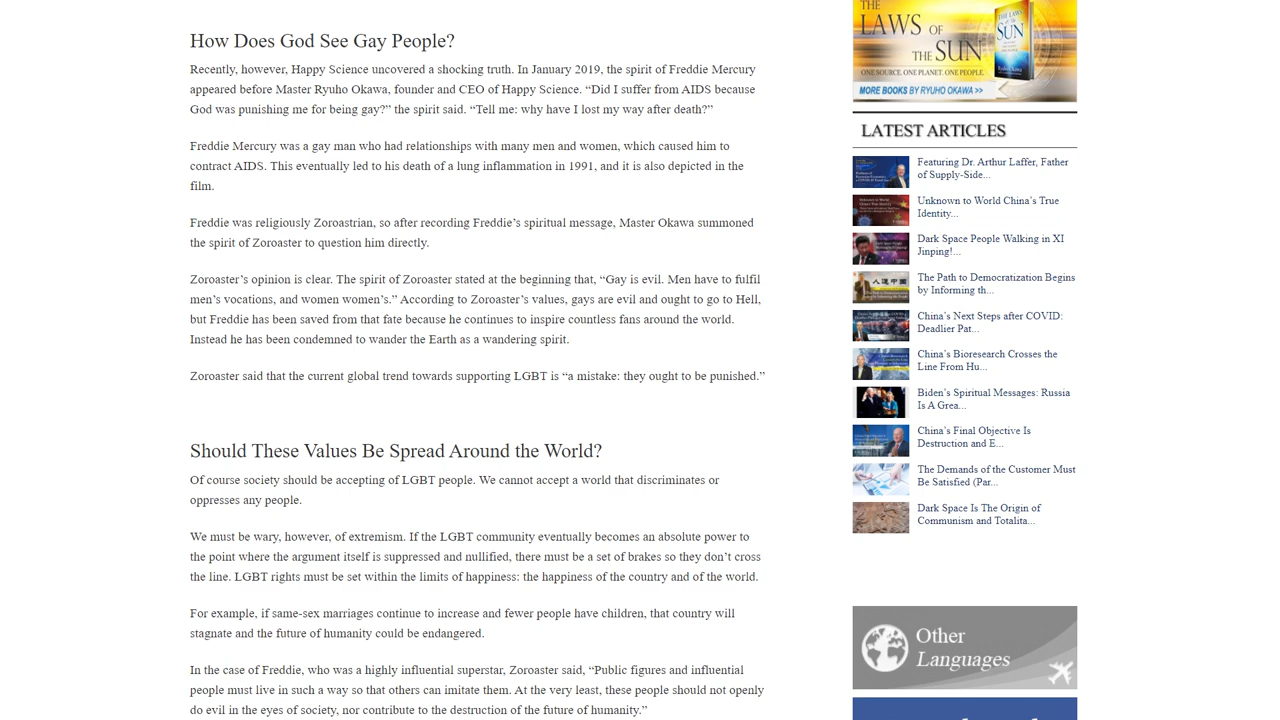 How Does God See Gay People?
Recently, however, Happy Science uncovered a shocking truth. In January 2019, the spirit of Freddie Mercury
appeared before Master Ryuho Okawa, founder and CEO of Happy Science. “Did I suffer from AIDS because
God was punishing me for being gay?” the spirit said. “Tell me: why have I lost my way after death?”
Freddie Mercury was a gay man who had relationships with many men and women, which caused him to
contract AIDS. This eventually led to his death of a lung inflammation in 1991, and it is also depicted in the
film.
Freddie was religiously Zoroastrian, so after recording Freddie’s spiritual message, Master Okawa summoned
the spirit of Zoroaster to question him directly.
Zoroaster’s opinion is clear. The spirit of Zoroaster stated at the beginning that, “Gay is evil. Men have to fulfil
men’s vocations, and women women’s.” According to Zoroaster’s values, gays are evil and ought to go to Hell,
but Freddie has been saved from that fate because he continues to inspire countless fans around the world.
Instead he has been condemned to wander the Earth as a wandering spirit.
Zoroaster said that the current global trend towards supporting LGBT is “a mistake: they ought to be punished.”
Should These Values Be Spread Around the World?
Of course society should be accepting of LGBT people. We cannot accept a world that discriminates or
oppresses any people.
We must be wary, however, of extremism. If the LGBT community eventually becomes an absolute power to
the point where the argument itself is suppressed and nullified, there must be a set of brakes so they don’t cross
the line. LGBT rights must be set within the limits of happiness: the happiness of the country and of the world.
For example, if same-sex marriages continue to increase and fewer people have children, that country will
stagnate and the future of humanity could be endangered.
In the case of Freddie, who was a highly influential superstar, Zoroaster said, “Public figures and influential
people must live in such a way so that others can imitate them. At the very least, these people should not openly
do evil in the eyes of society, nor contribute to the destruction of the future of humanity.”
THE
LAWS OF
THE SUN
ONE SOURCE. ONE PLANET. ONE PEOPLE.
THE LAWS
OF THE
SUN
MORE BOOKS BY RYUHO OKAWA >>
LATEST ARTICLES
Featuring Dr. Arthur Laffer, Father
of Supply-Side...
Unknown to World China’s True
Identity...
Dark Space People Walking in XI
Jinping!...
The Path to Democratization Begins
by Informing th...
China’s Next Steps after COVID:
Deadlier Pat...
China’s Bioresearch Crosses the
Line From Hu...
Biden’s Spiritual Messages: Russia
Is A Grea...
China’s Final Objective Is
Destruction and E...
The Demands of the Customer Must
Be Satisfied (Par...
Dark Space Is The Origin of
Communism and Totalita...
Other
Languages